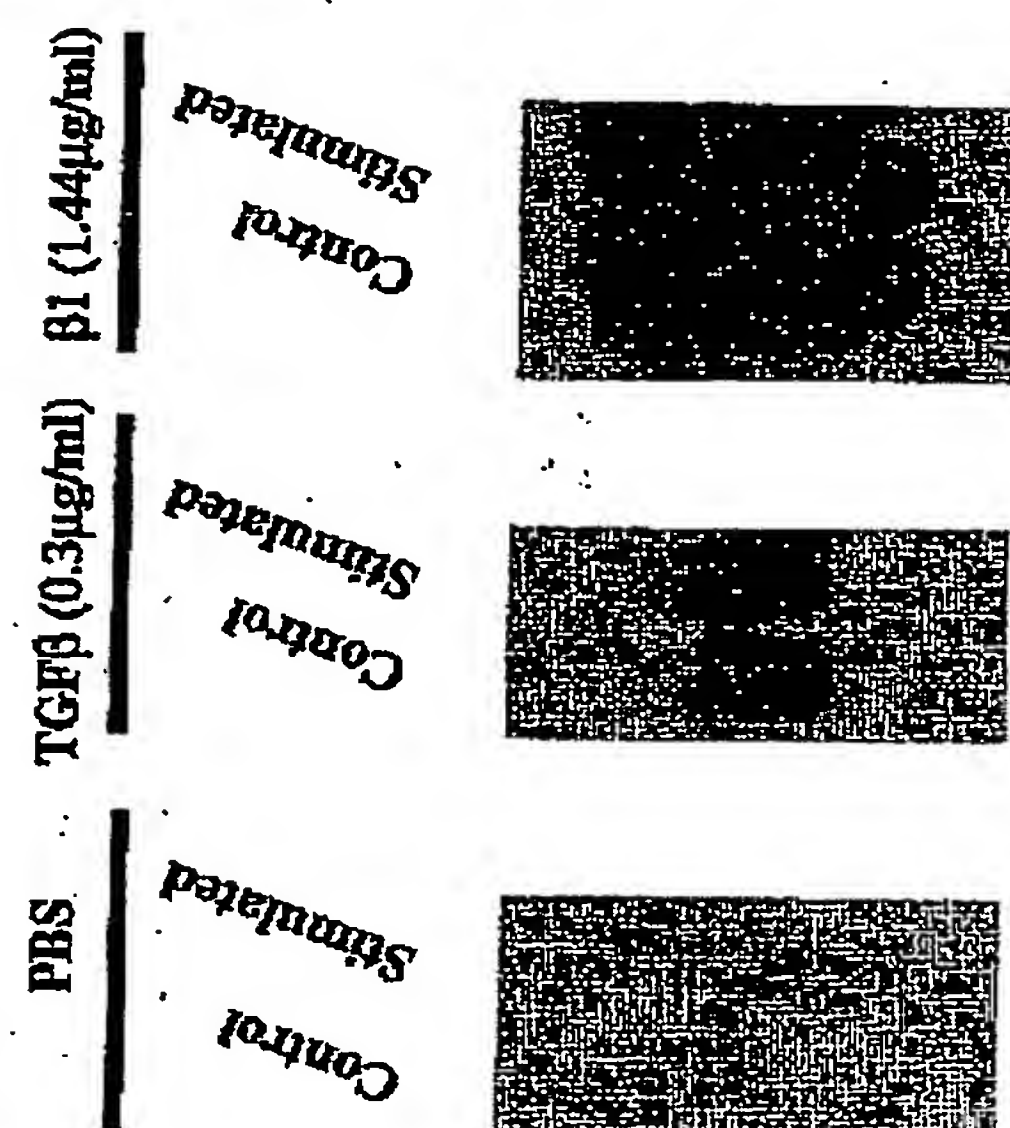 β1 (1.44µg/ml)
Stimulated
Control
TGFβ (0.3µg/ml)
Stimulated
Control
PBS
Stimulated
Control